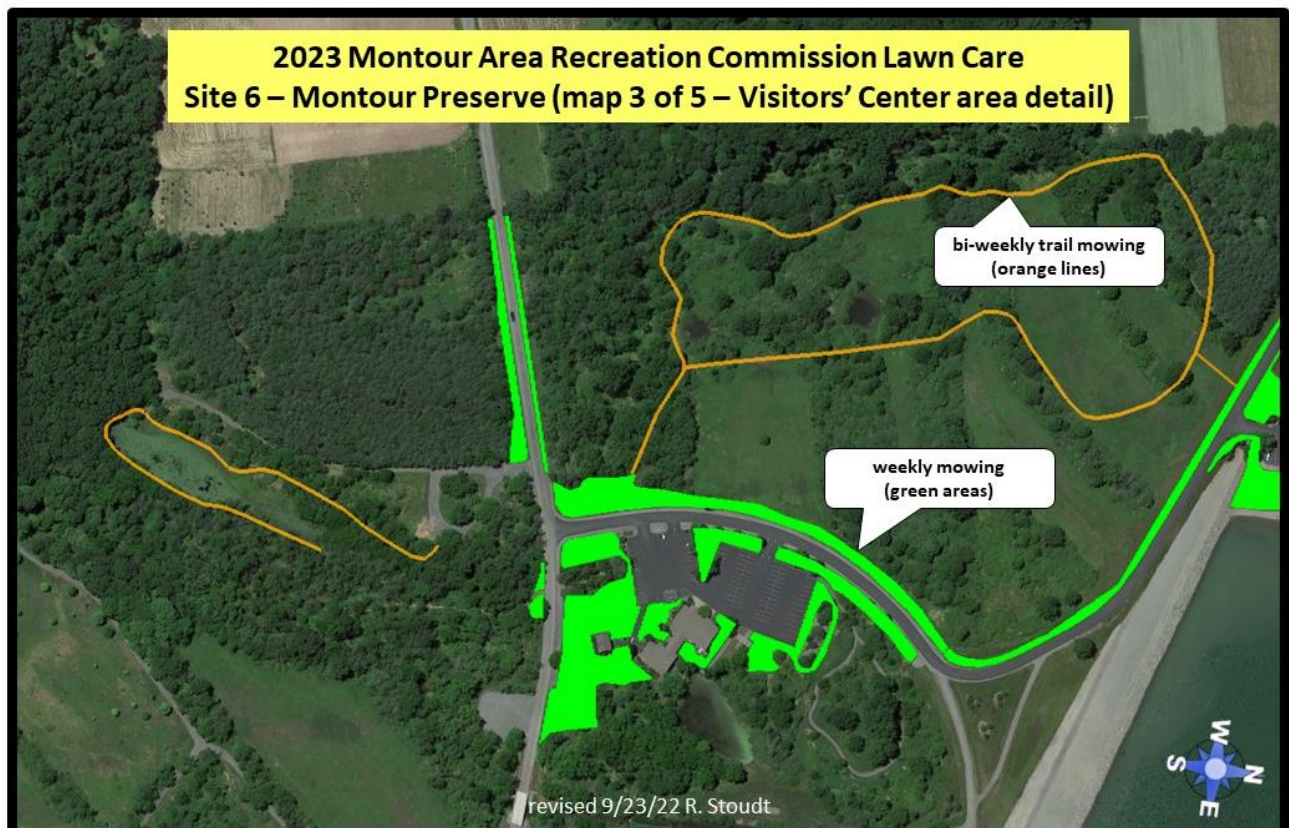 2023 Montour Area Recreation Commission Lawn Care
Site 6 – Montour Preserve (map 3 of 5 – Visitors' Center area detail)
bi-weekly trail mowing
(orange lines)
weekly mowing
(green areas)
W
S
N
E
revised 9/23/22 R. Stoudt